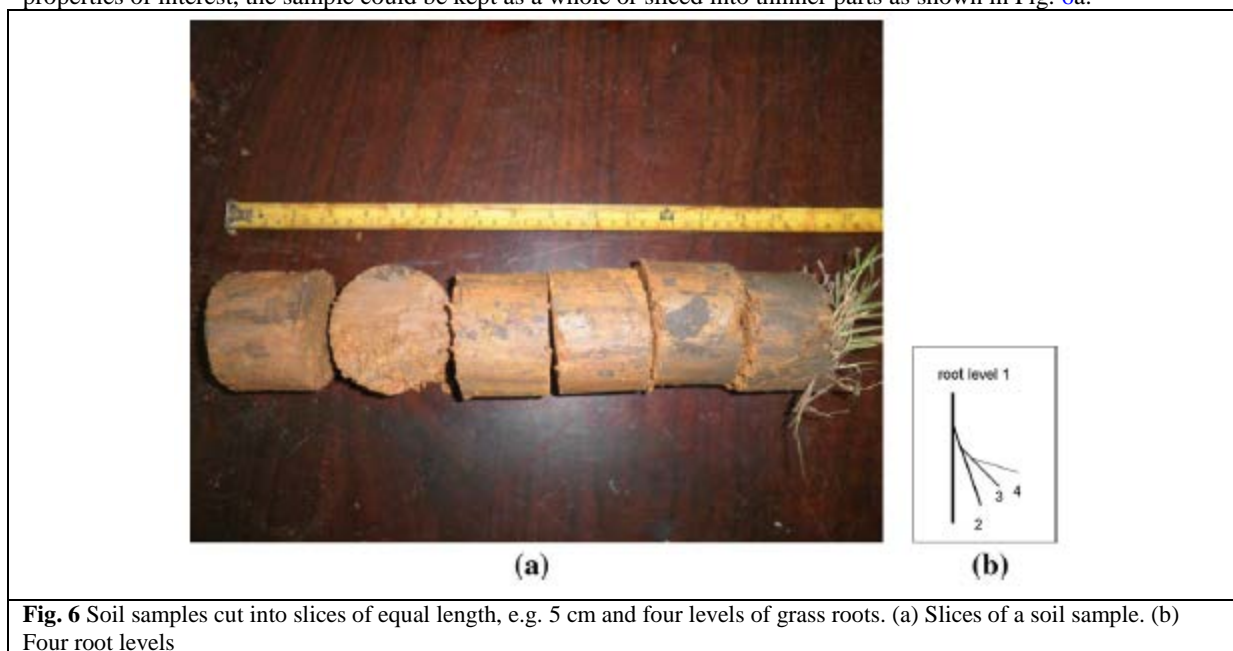 properties of interest, the sample could be kept as a whole or sliced into thinner parts as shown in Fig. 6a.
root level 1
3 4
2
(a)
(b)
Fig. 6 Soil samples cut into slices of equal length, e.g. 5 cm and four levels of grass roots. (a) Slices of a soil sample. (b)
Four root levels